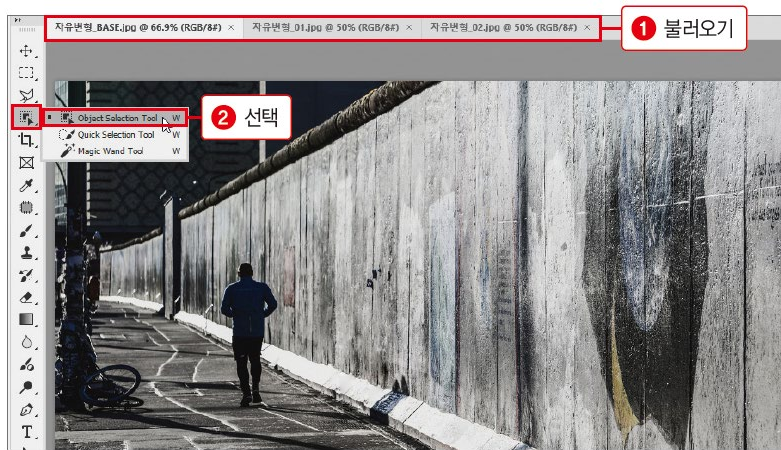 자유변형_BASE.jpg @ 66.9% (RGB/8#) ×
자유변형_01.jpg @ 50% (RGB/8#) ×
자유변형_02.jpg @ 50% (RGB/8#) ×
1 불러오기
Object Selection Tool W
2 선택
Quick Selection Tool W
Magic Wand Tool W
T